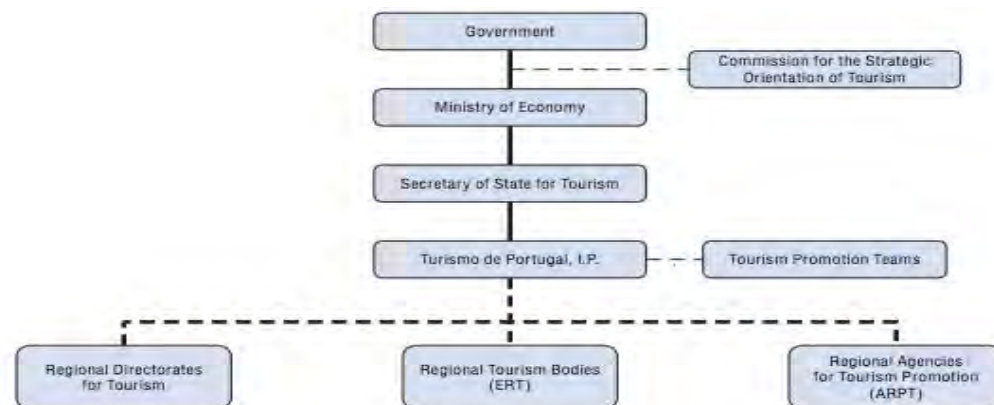 Government
Commission for the Strategic
Orientation of Tourism
Ministry of Economy
Secretary of State for Tourism
Turismo de Portugal, I.P.
Tourism Promotion Teams
Regional Directorates
for Tourism
Regional Tourism Bodies
(ERT)
Regional Agencies
for Tourism Promotion
(ARPT)